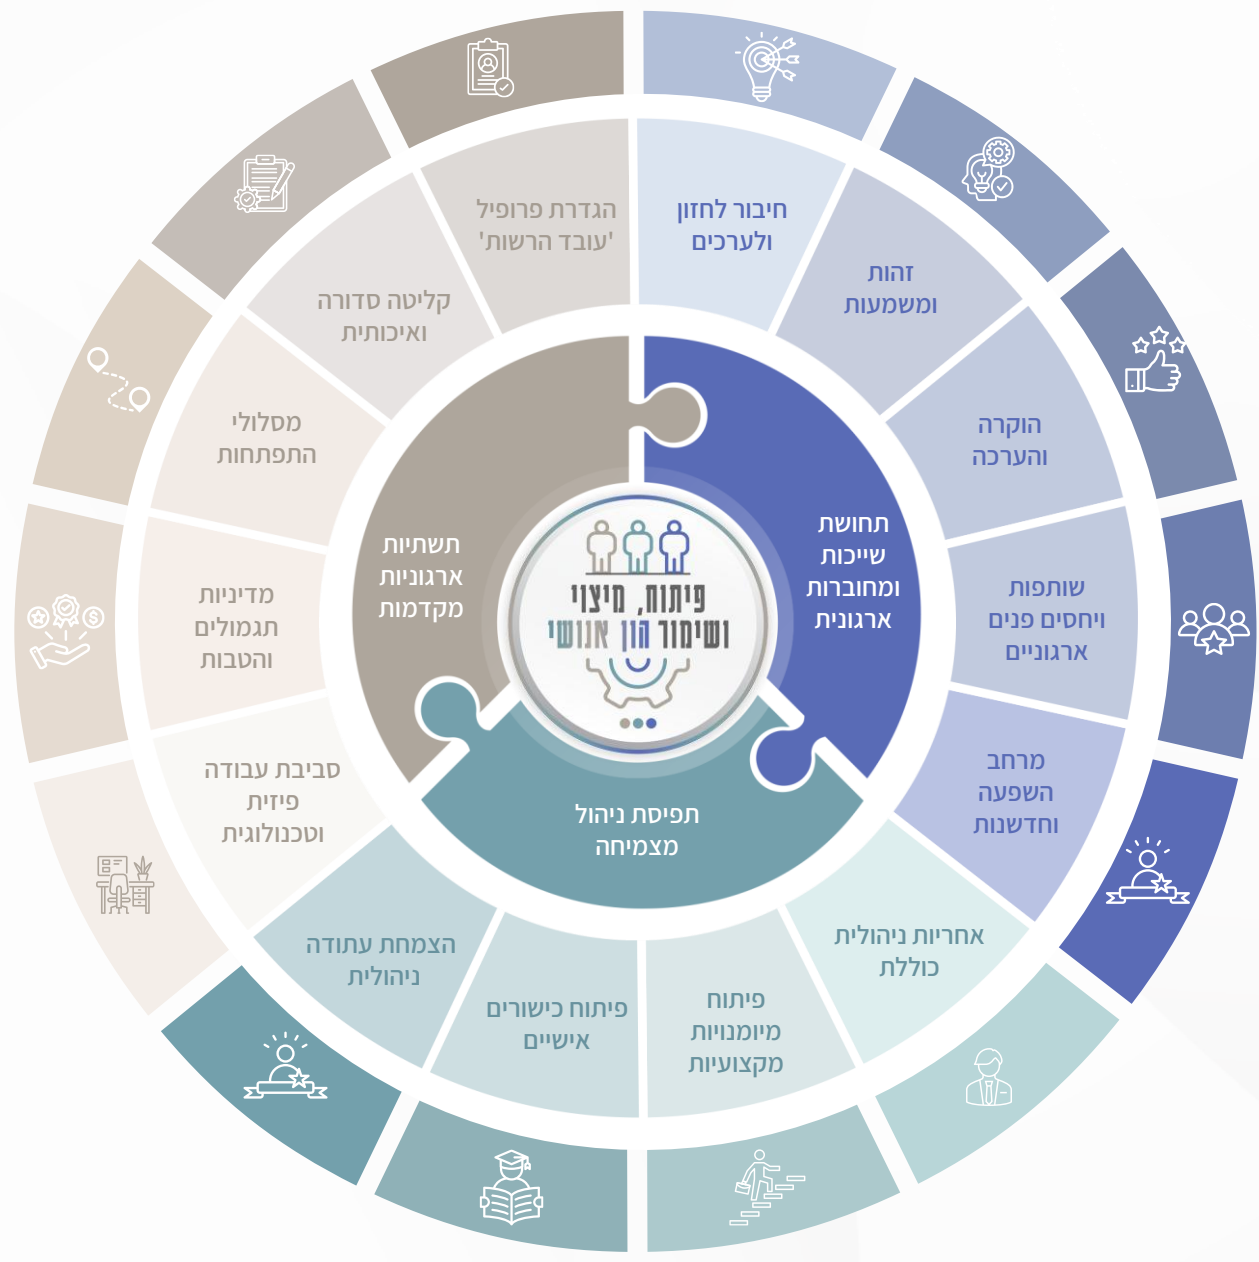 פיתוח, מיצוי
ושימור הון אנושי
תחושת
שייכות
ומחוברות
ארגונית
תפיסת ניהול
מצמיחה
תשתיות
ארגוניות
מקדמות
חיבור לחזון
ולערכים
זהות
ומשמעות
הוקרה
והערכה
שותפות
ויחסים פנים
ארגוניים
מרחב
השפעה
וחדשנות
אחריות ניהולית
כוללת
פיתוח
מיומנויות
מקצועיות
פיתוח כישורים
אישיים
הצמחת עתודה
ניהולית
סביבת עבודה
פיזית
וטכנולוגית
מדיניות
תגמולים
והטבות
מסלולי
התפתחות
קליטה סדורה
ואיכותית
הגדרת פרופיל
'עובד הרשות'